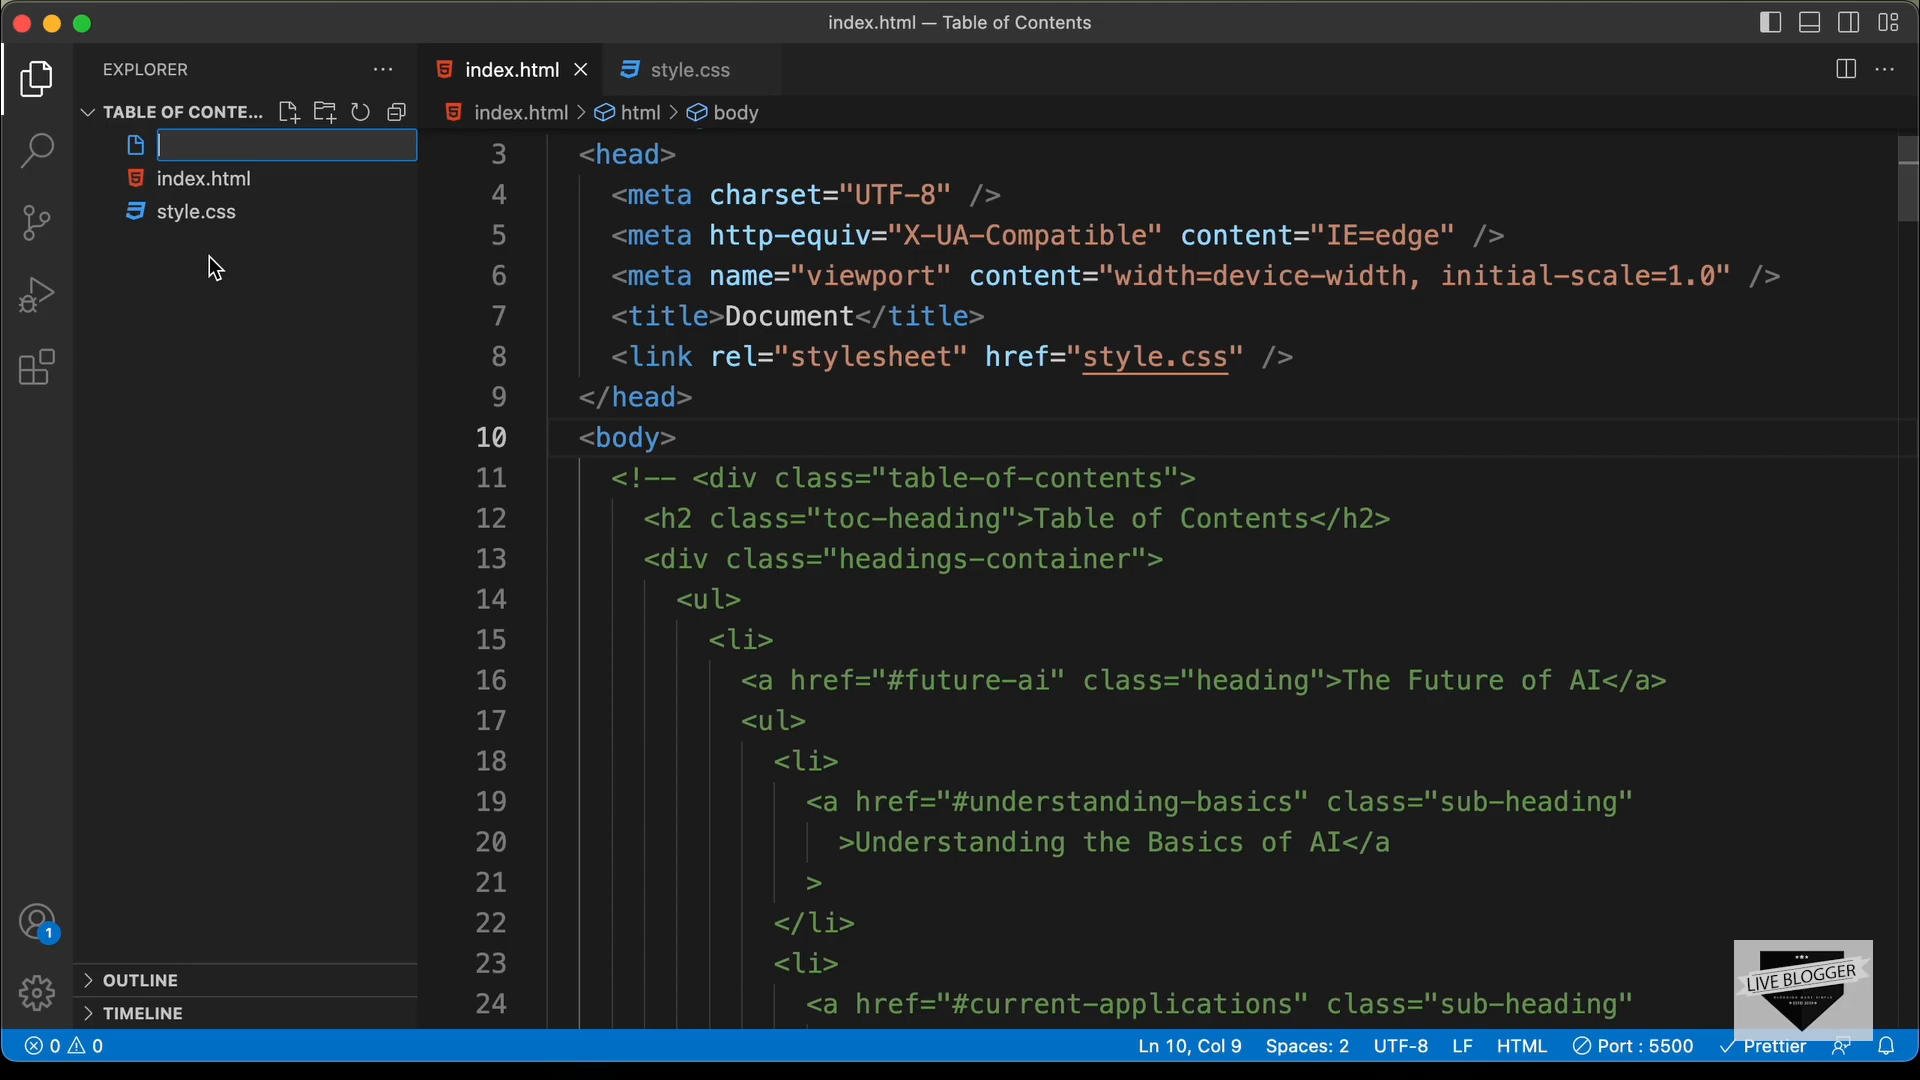 index.html — Table of Contents
EXPLORER
TABLE OF CONTE...
index.html
style.css
index.html
style.css
index.html > html > body
3 <head>
4 <meta charset="UTF-8" />
5 <meta http-equiv="X-UA-Compatible" content="IE=edge" />
6 <meta name="viewport" content="width=device-width, initial-scale=1.0" />
7 <title>Document</title>
8 <link rel="stylesheet" href="style.css" />
9 </head>
10 <body>
11 <!-- <div class="table-of-contents">
12 <h2 class="toc-heading">Table of Contents</h2>
13 <div class="headings-container">
14 <ul>
15 <li>
16 <a href="#future-ai" class="heading">The Future of AI</a>
17 <ul>
18 <li>
19 <a href="#understanding-basics" class="sub-heading"
20 >Understanding the Basics of AI</a
21 >
22 </li>
23 <li>
24 <a href="#current-applications" class="sub-heading"
1
OUTLINE
TIMELINE
LIVE BLOGGER
0 0 Ln 10, Col 9 Spaces: 2 UTF-8 LF HTML Port : 5500 Prettier